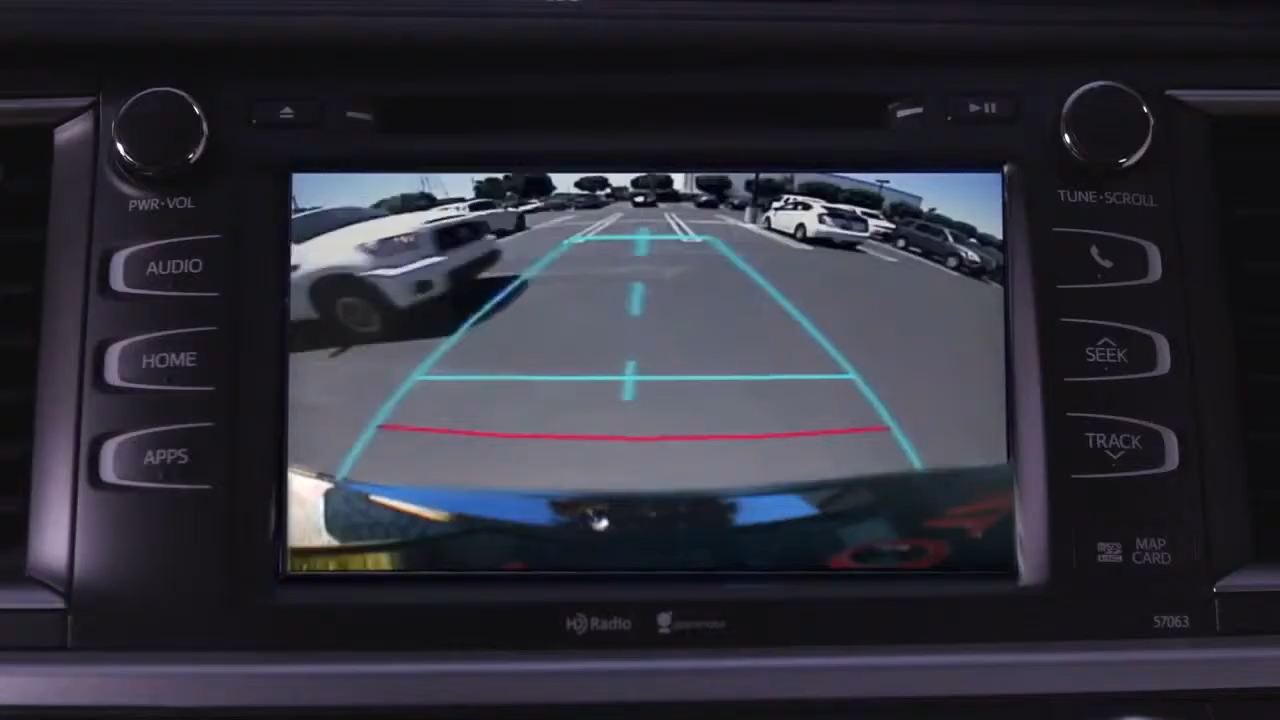 PWR•VOL
AUDIO
HOME
APPS
TUNE•SCROLL
SEEK
TRACK
MAP
CARD
HD Radio
57063